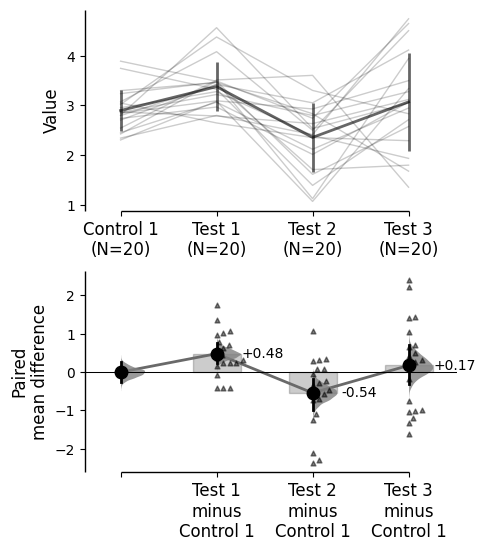 Value
4
3
2
1
Control 1
(N=20)
Test 1
(N=20)
Test 2
(N=20)
Test 3
(N=20)
Paired
mean difference
2
1
0
−1
−2
+0.48
-0.54
+0.17
Test 1
minus
Control 1
Test 2
minus
Control 1
Test 3
minus
Control 1